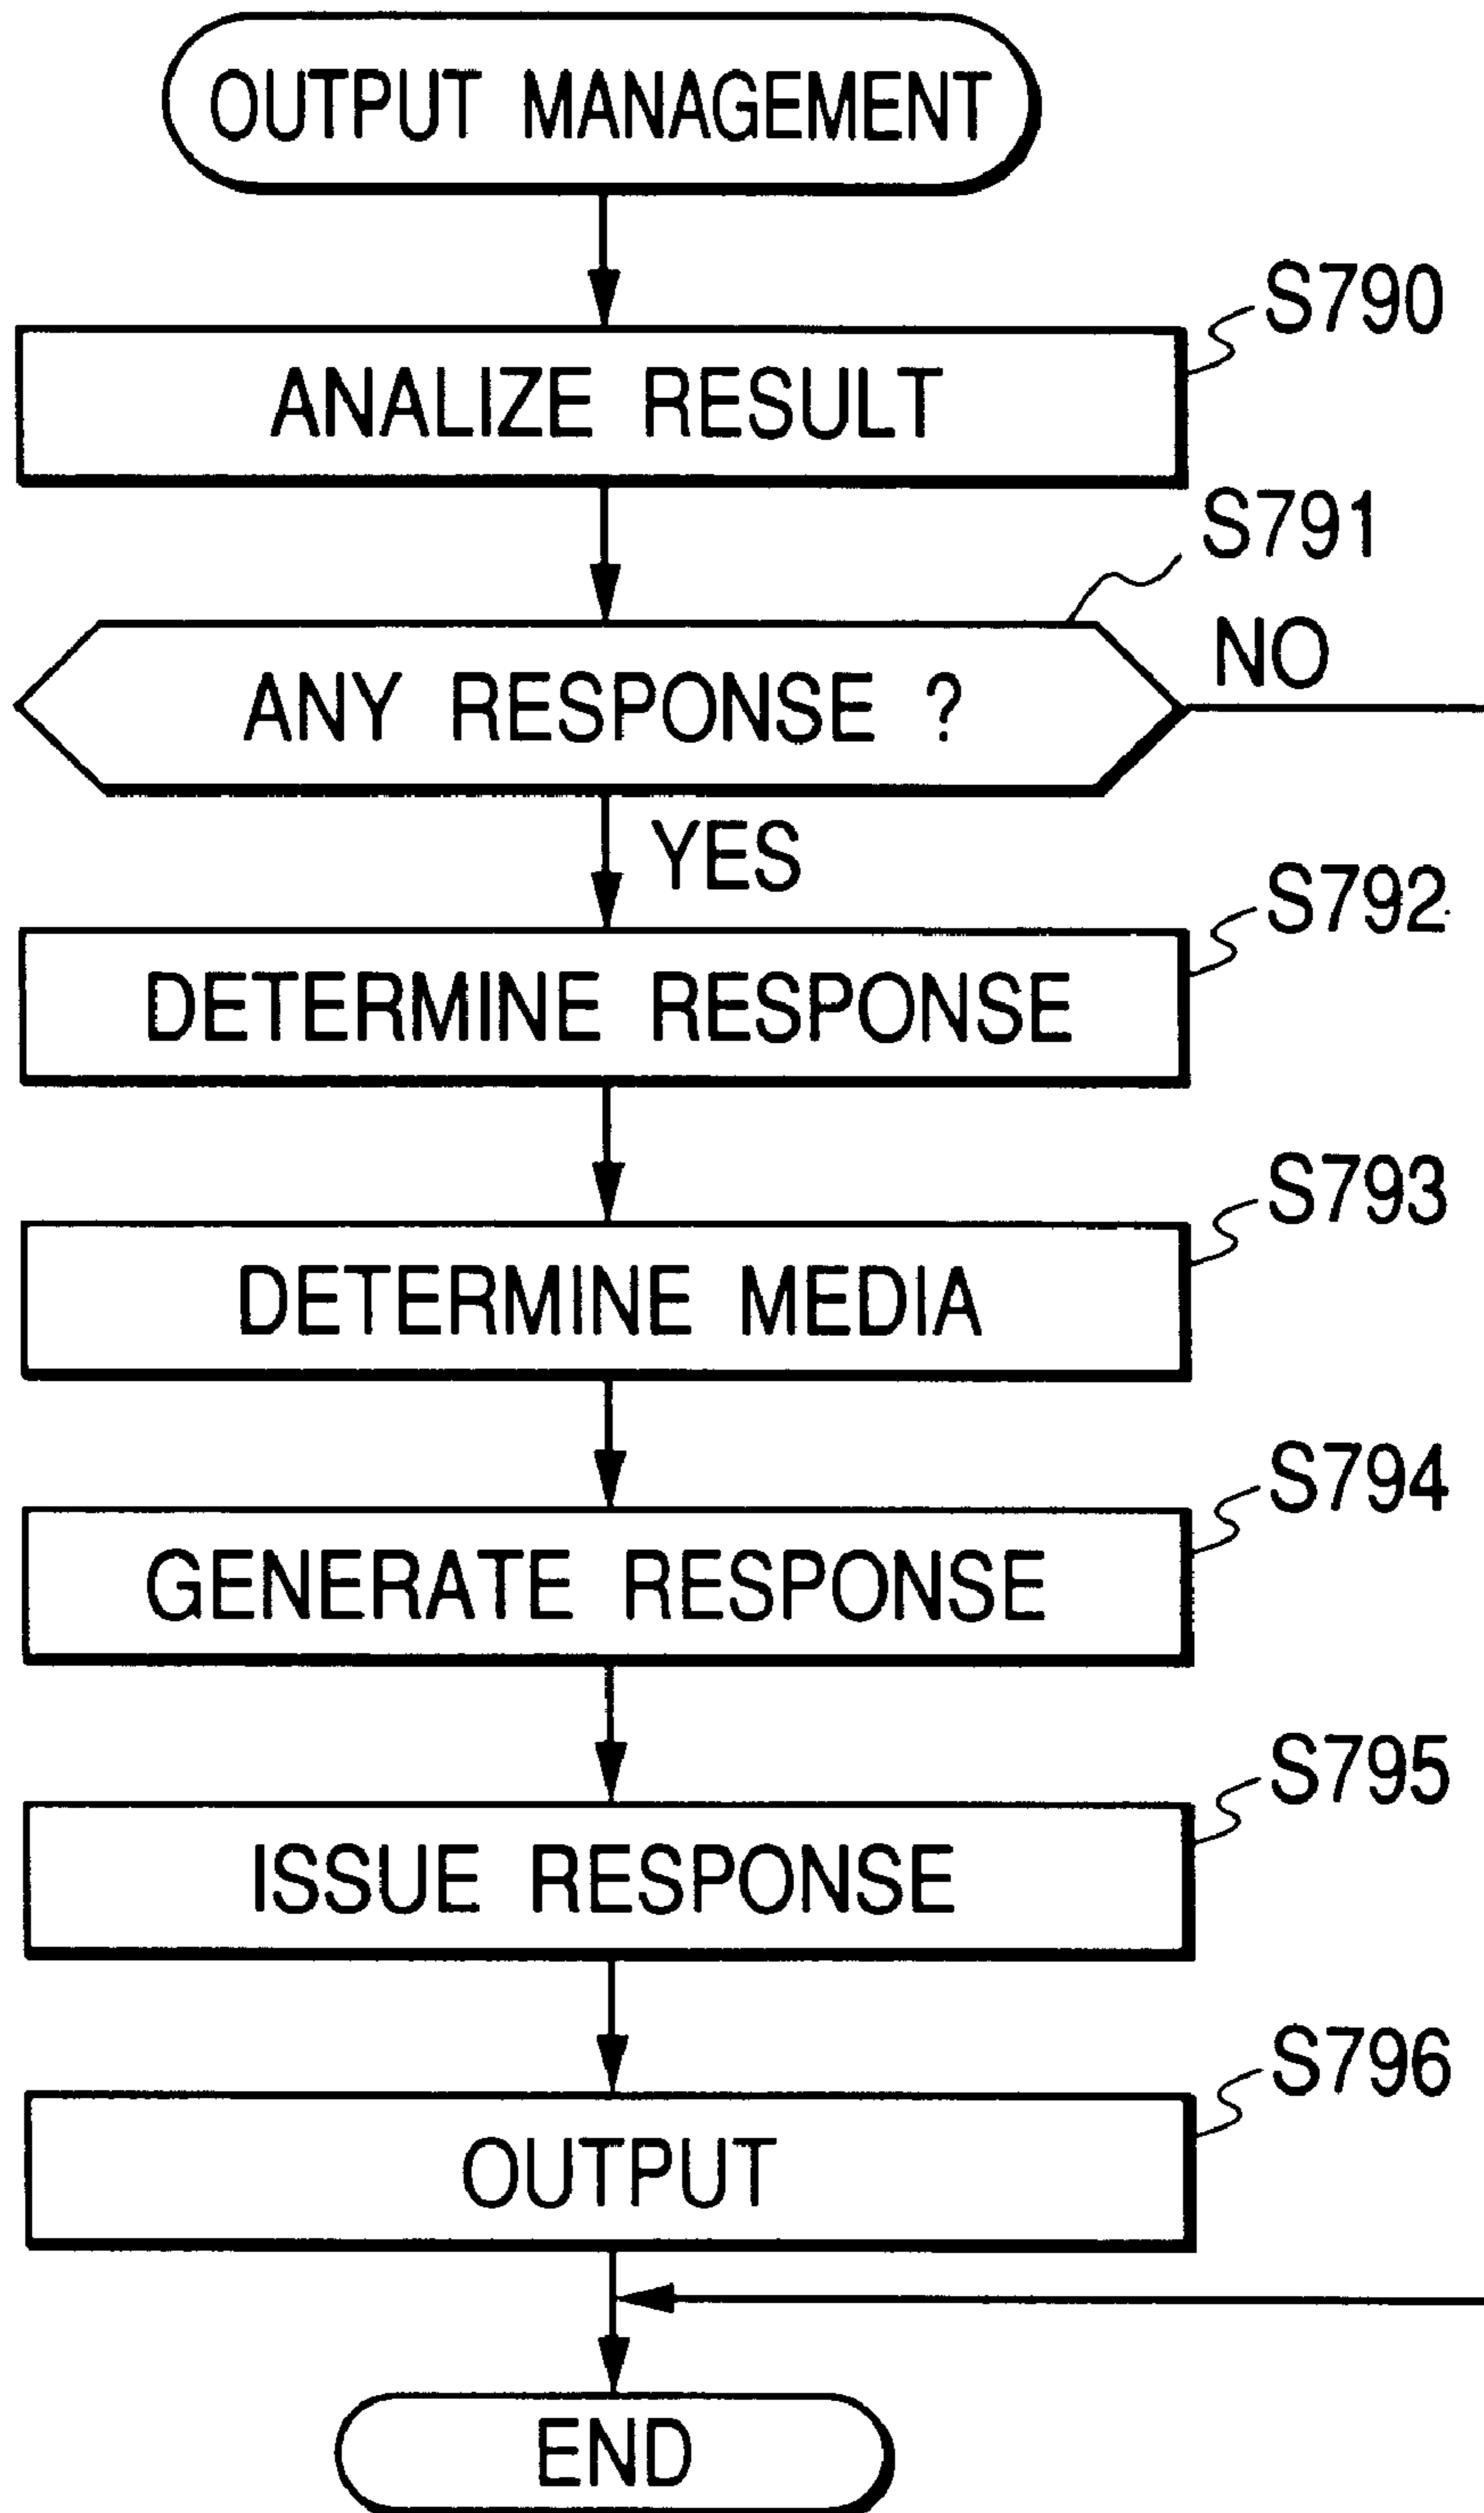 OUTPUT MANAGEMENT
S790
ANALIZE RESULT
S791
NO
ANY RESPONSE ?
YES
S792
DETERMINE RESPONSE
S793
DETERMINE MEDIA
S794
GENERATE RESPONSE
S795
ISSUE RESPONSE
S796
OUTPUT
END